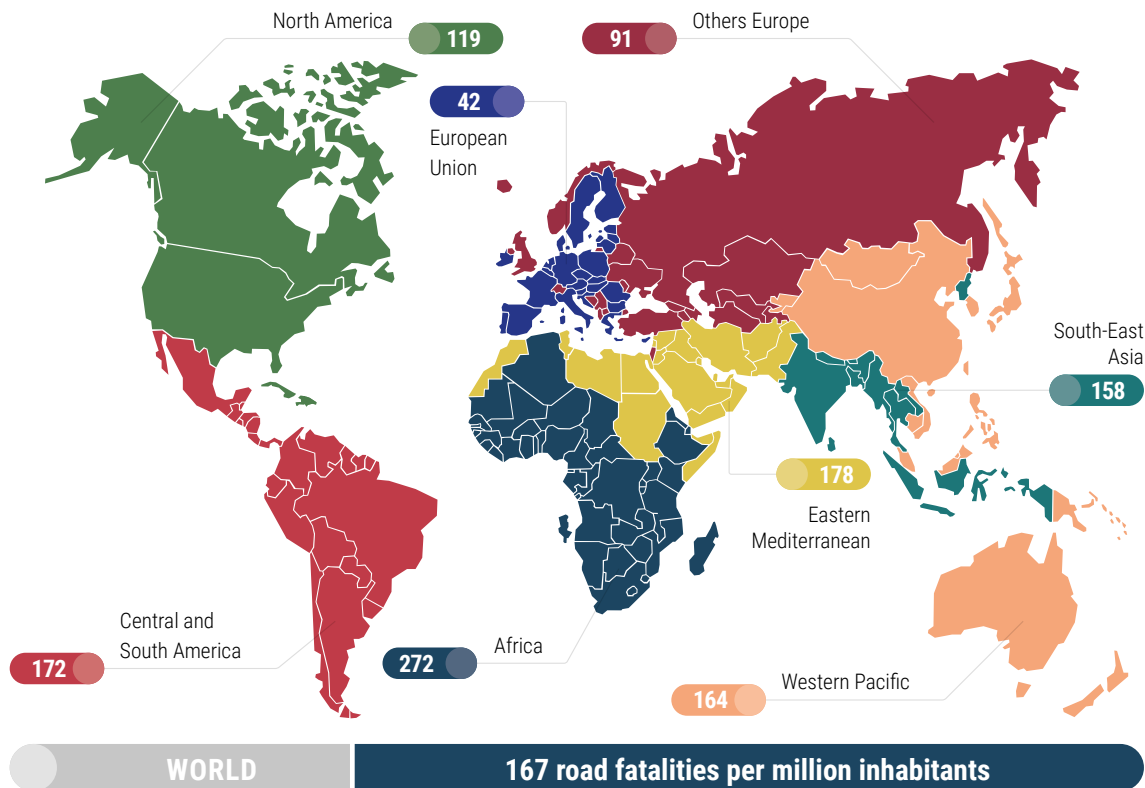 North America
119
91
Others Europe
42
European
Union
South-East
Asia
158
178
Eastern
Mediterranean
Central and
South America
172
Africa
272
Western Pacific
164
WORLD
167 road fatalities per million inhabitants